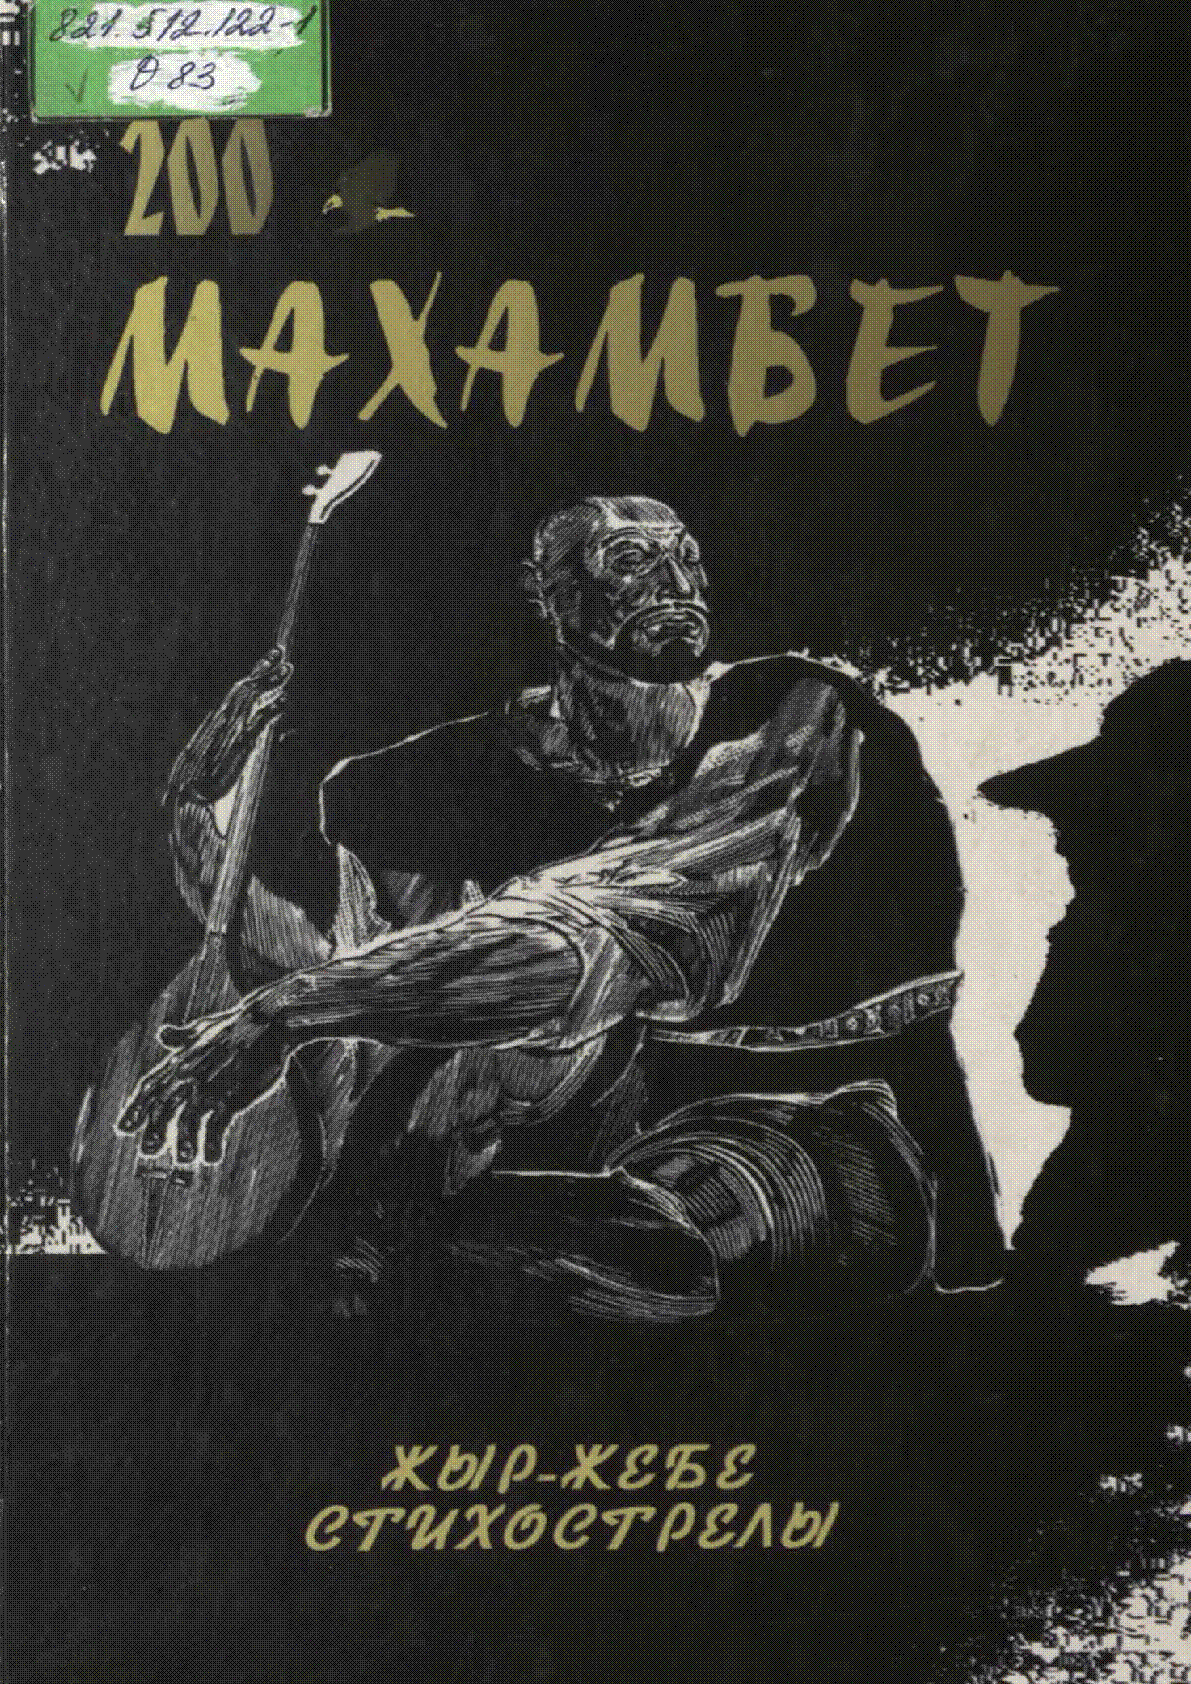 821.512.122-1
Ө 83
200
МАХАМБЕТ
ЖЫР-ЖЕБЕ
СТИХОСТРЕЛЫ